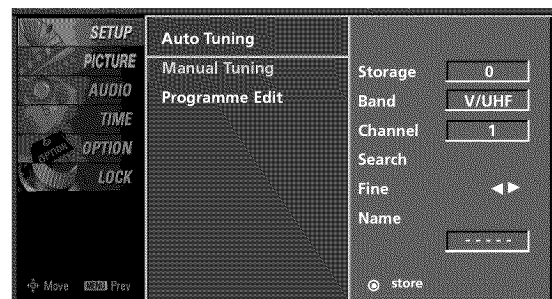 SETUP
PICTURE
AUDIO
TIME
OPTION
LOCK
Move MENU Prev
Auto Tuning
Manual Tuning
Programme Edit
Storage 0
Band V/UHF
Channel 1
Search
Fine ◀▶
Name
- - - - -
store